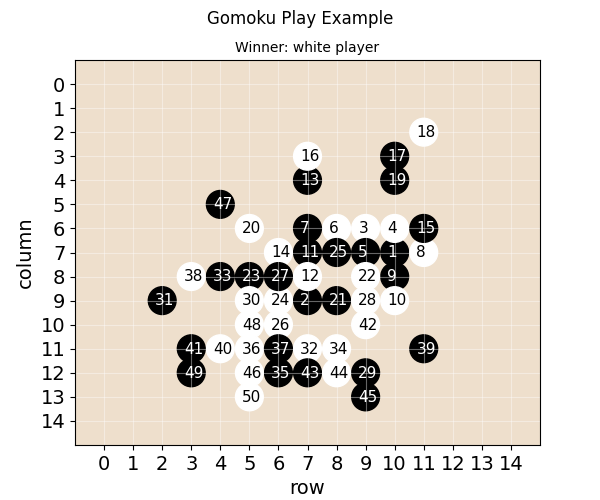 Gomoku Play Example
Winner: white player
0
1
2 18
3 16 17
4 13 19
5 47
6 20 7 6 3 4 15
column
7 14 11 25 5 1 8
8 38 33 23 27 12 22 9
9 31 30 24 2 21 28 10
10 48 26 42
11 41 40 36 37 32 34 39
12 49 46 35 43 44 29
13 50 45
14
0 1 2 3 4 5 6 7 8 9 10 11 12 13 14
row